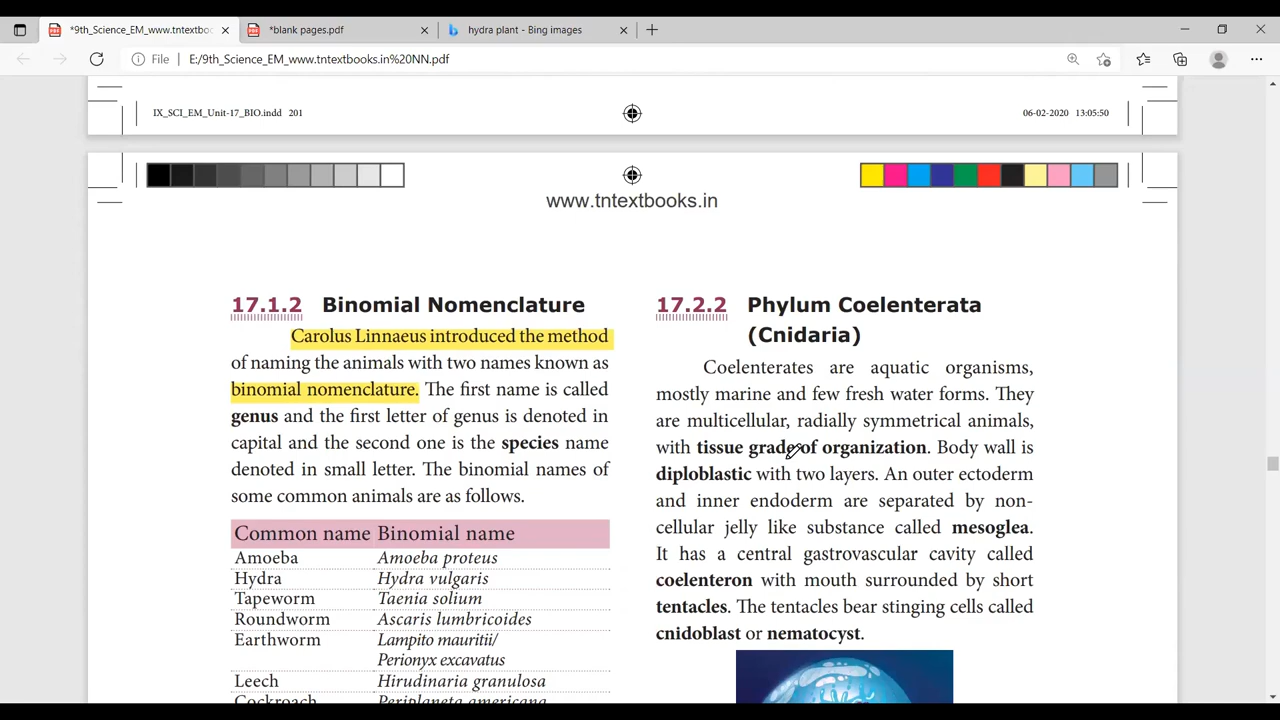 *9th_Science_EM_www.tntextboo
*blank pages.pdf
hydra plant - Bing images
File
E:/9th_Science_EM_www.tntextbooks.in%20NN.pdf
IX_SCI_EM_Unit-17_BIO.indd 201
06-02-2020 13:05:50
www.tntextbooks.in
17.1.2 Binomial Nomenclature
Carolus Linnaeus introduced the method
of naming the animals with two names known as
binomial nomenclature. The first name is called
genus and the first letter of genus is denoted in
capital and the second one is the species name
denoted in small letter. The binomial names of
some common animals are as follows.
Common name Binomial name
Amoeba Amoeba proteus
Hydra Hydra vulgaris
Tapeworm Taenia solium
Roundworm Ascaris lumbricoides
Earthworm Lampito mauritii/
Perionyx excavatus
Leech Hirudinaria granulosa
Cockroach Periplaneta americana
17.2.2 Phylum Coelenterata
(Cnidaria)
Coelenterates are aquatic organisms,
mostly marine and few fresh water forms. They
are multicellular, radially symmetrical animals,
with tissue grade of organization. Body wall is
diploblastic with two layers. An outer ectoderm
and inner endoderm are separated by non-
cellular jelly like substance called mesoglea.
It has a central gastrovascular cavity called
coelenteron with mouth surrounded by short
tentacles. The tentacles bear stinging cells called
cnidoblast or nematocyst.